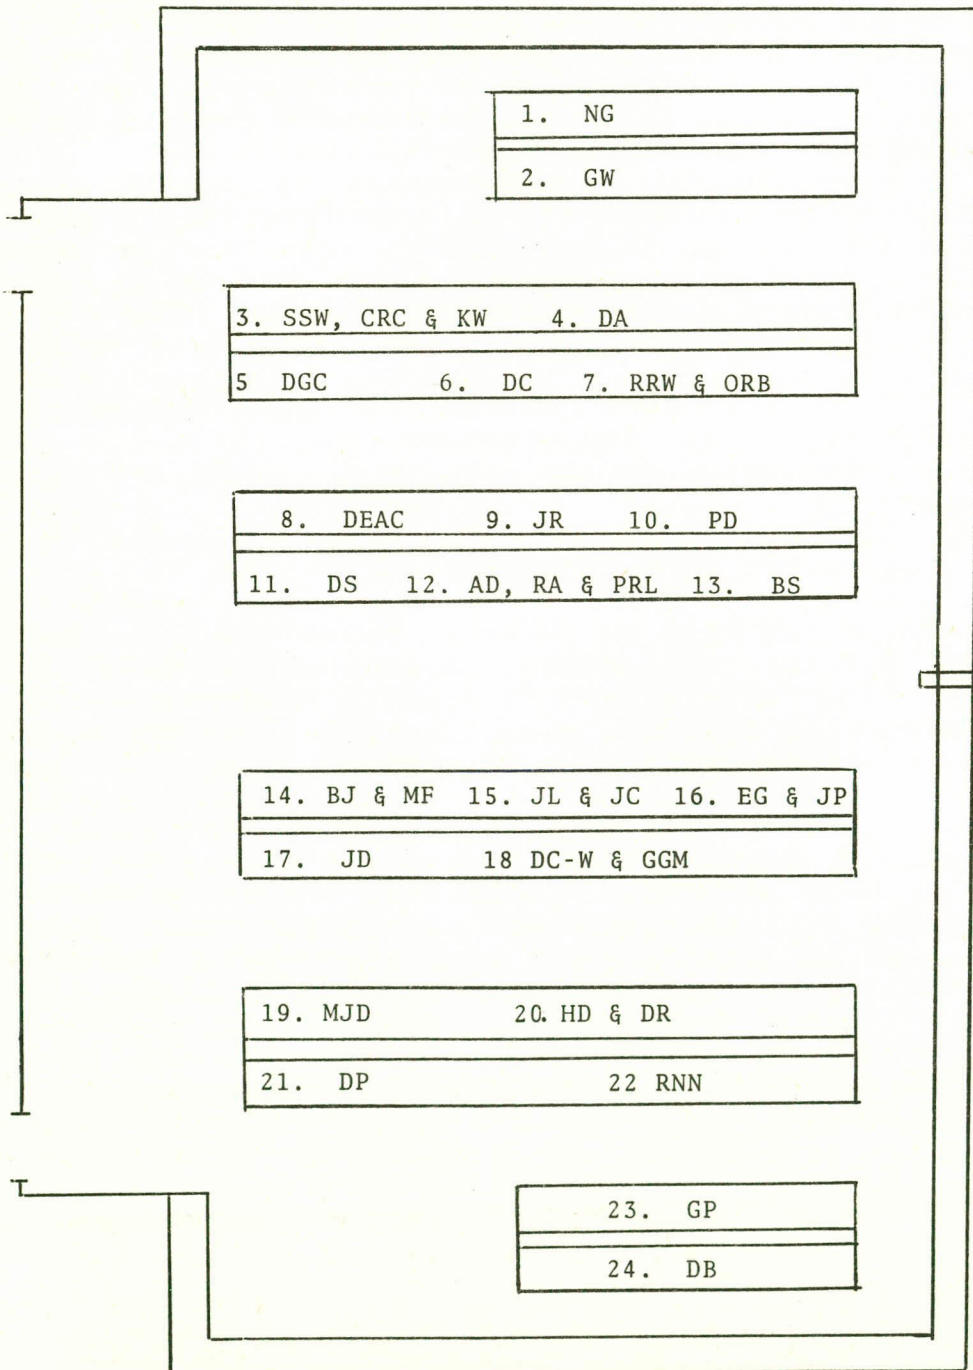 1. NG
2. GW
3. SSW, CRC & KW 4. DA
5 DGC 6. DC 7. RRW & ORB
8. DEAC 9. JR 10. PD
11. DS 12. AD, RA & PRL 13. BS
14. BJ & MF 15. JL & JC 16. EG & JP
17. JD 18 DC-W & GGM
19. MJD 20. HD & DR
21. DP 22 RNN
23. GP
24. DB